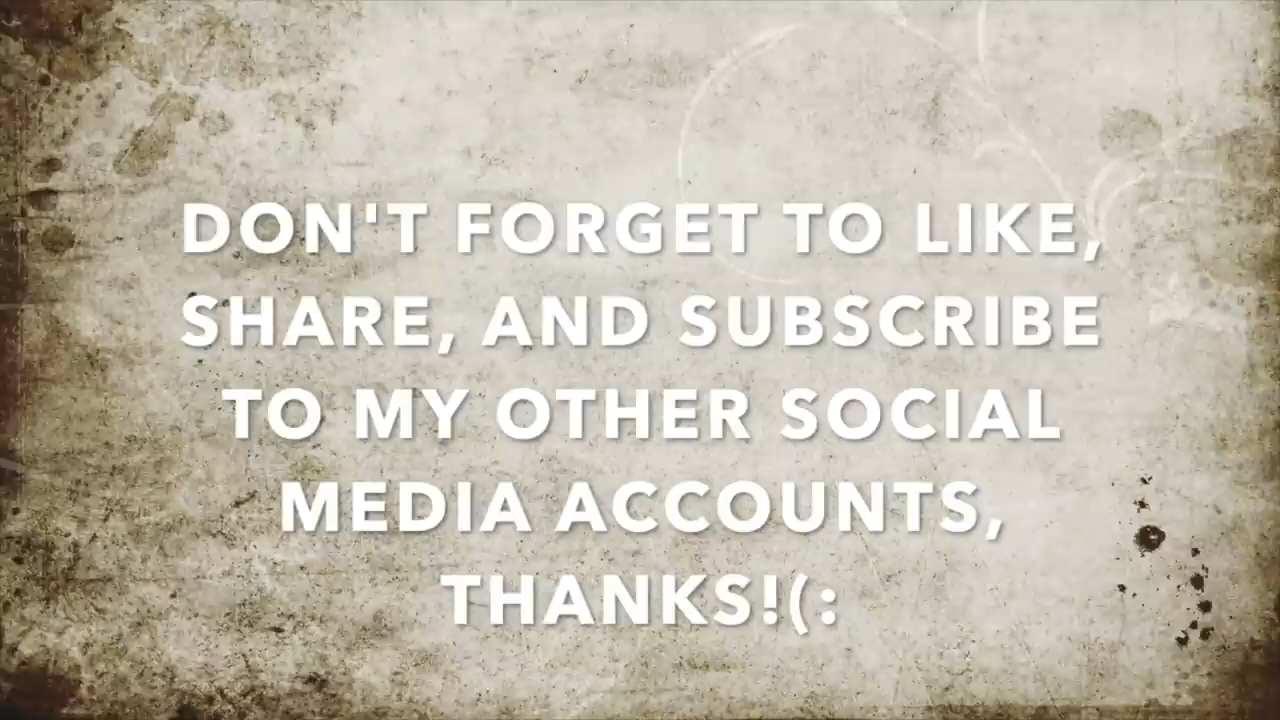 DON'T FORGET TO LIKE,
SHARE, AND SUBSCRIBE
TO MY OTHER SOCIAL
MEDIA ACCOUNTS,
THANKS!(: